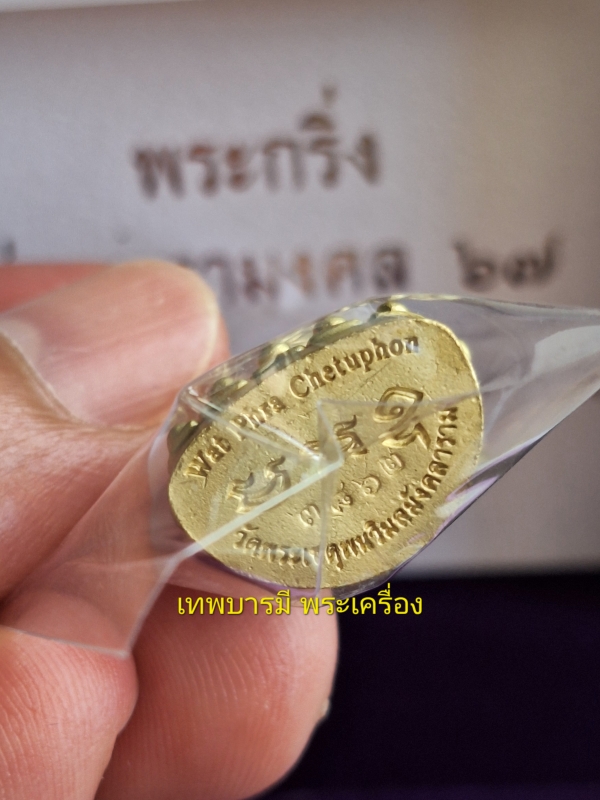 พระกริ่ง
มงคล ๖๗
Wat Phra Chetuphon
๓๘๖๒
วัดพระเชตุพนวิมลมังคลาราม
เทพบารมี พระเครื่อง